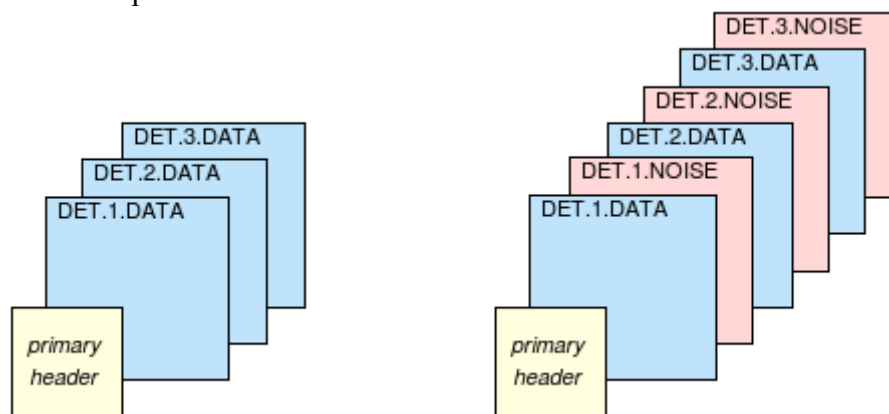 DET.3.DATA
DET.2.DATA
DET.1.DATA
primary
header
DET.3.NOISE
DET.3.DATA
DET.2.NOISE
DET.2.DATA
DET.1.NOISE
DET.1.DATA
primary
header